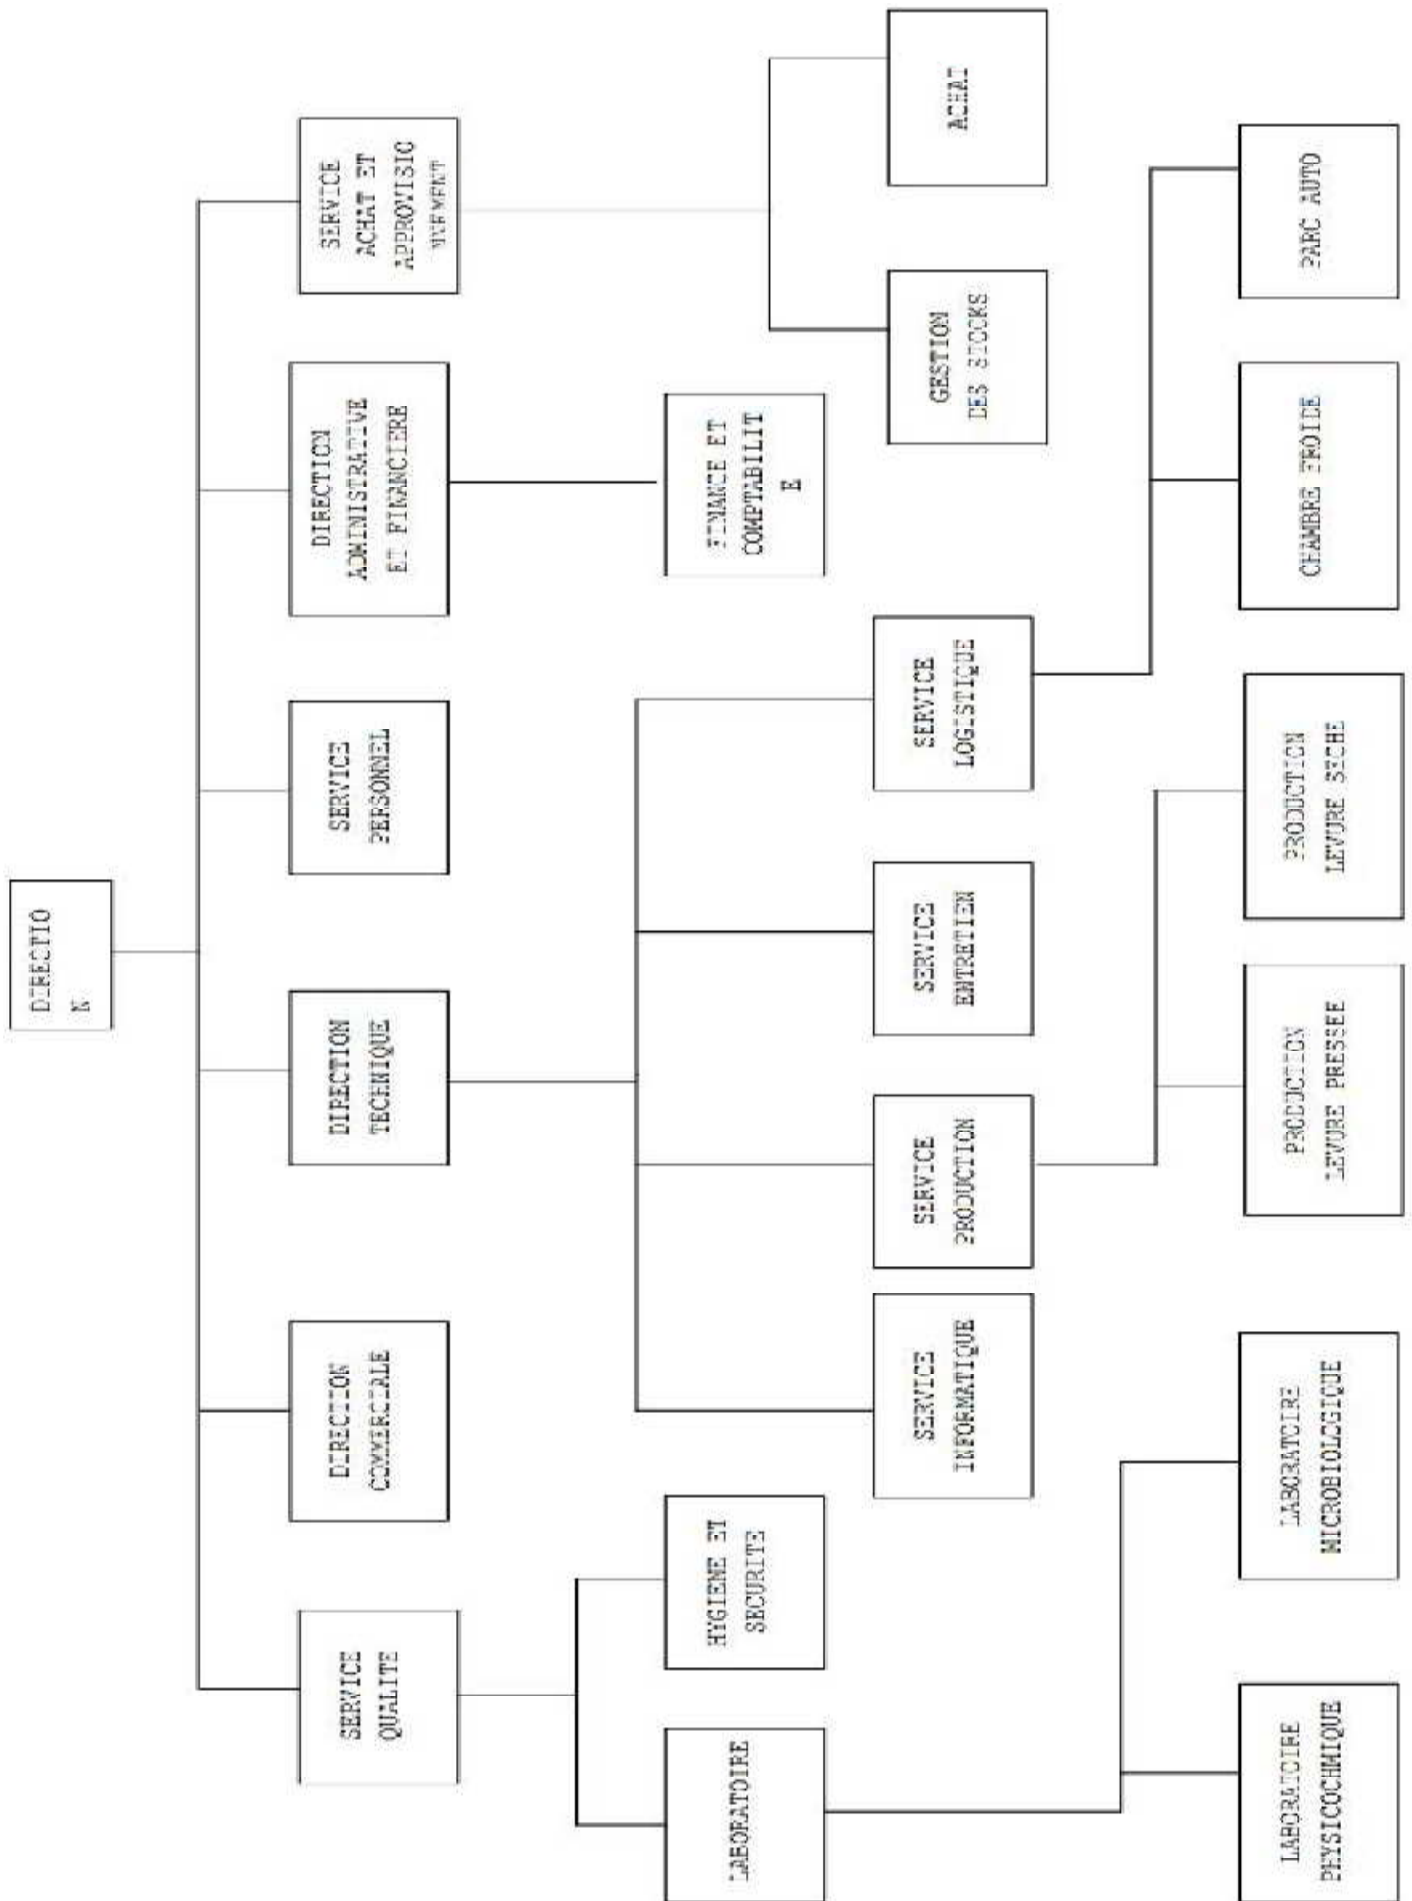 DIRECTIO
N
SERVICE
QUALITE
DIRECTION
COMMERCIALE
DIRECTION
TECHNIQUE
SERVICE
PERSONNEL
DIRECTION
ADMINISTRATIVE
ET FINANCIERE
SERVICE
ACHAT ET
APPROVISIO
NNEMENT
LABORATOIRE
HYGIENE ET
SECURITE
FINANCE ET
COMPTABILIT
E
SERVICE
INFORMATIQUE
SERVICE
PRODUCTION
SERVICE
ENTRETIEN
SERVICE
LOGISTIQUE
GESTION
DES STOCKS
ACHAT
LABORATOIRE
PHYSICOCHMIQUE
LABORATOIRE
MICROBIOLOGIQUE
PRODUCTION
LEVURE PRESSEE
PRODUCTION
LEVURE SECHE
CHAMBRE FROIDE
PARC AUTO